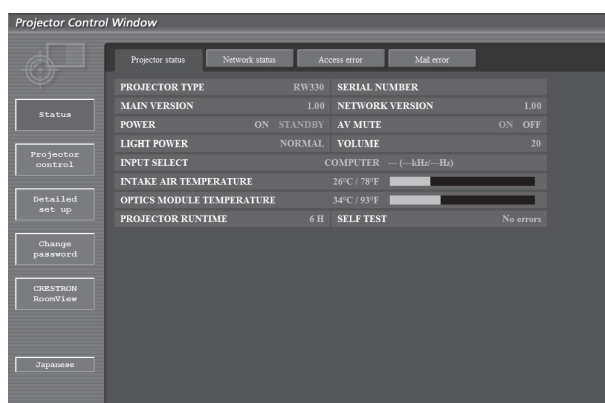 Projector Control Window
Projector status Network status Access error Mail error
Status
Projector control
Detailed set up
Change password
CRESTRON RoomView
Japanese
PROJECTOR TYPE RW330 SERIAL NUMBER
MAIN VERSION 1.00 NETWORK VERSION 1.00
POWER ON STANDBY AV MUTE ON OFF
LIGHT POWER NORMAL VOLUME 20
INPUT SELECT COMPUTER --- (---kHz/---Hz)
INTAKE AIR TEMPERATURE 26°C / 78°F
OPTICS MODULE TEMPERATURE 34°C / 93°F
PROJECTOR RUNTIME 6 H SELF TEST No errors